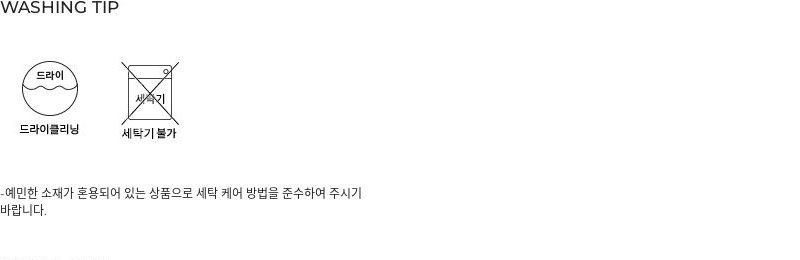 WASHING TIP
드라이
세탁기
드라이클리닝
세탁기 불가
-예민한 소재가 혼용되어 있는 상품으로 세탁 케어 방법을 준수하여 주시기
바랍니다.